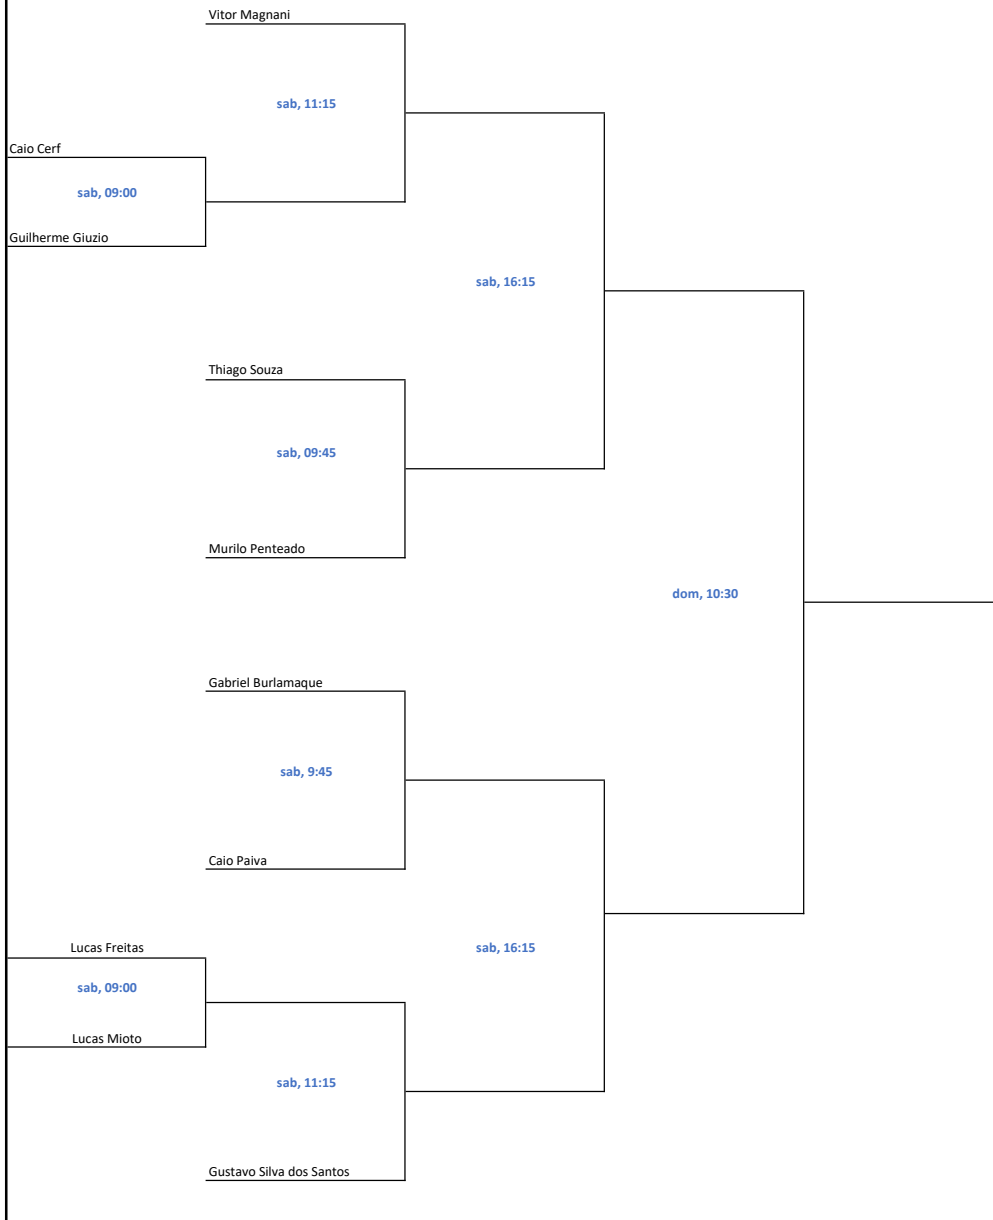 Vitor Magnani
sab, 11:15
Caio Cerf
sab, 09:00
Guilherme Giuzio
sab, 16:15
Thiago Souza
sab, 09:45
Murilo Penteado
dom, 10:30
Gabriel Burlamaque
sab, 9:45
Caio Paiva
Lucas Freitas
sab, 16:15
sab, 09:00
Lucas Mioto
sab, 11:15
Gustavo Silva dos Santos